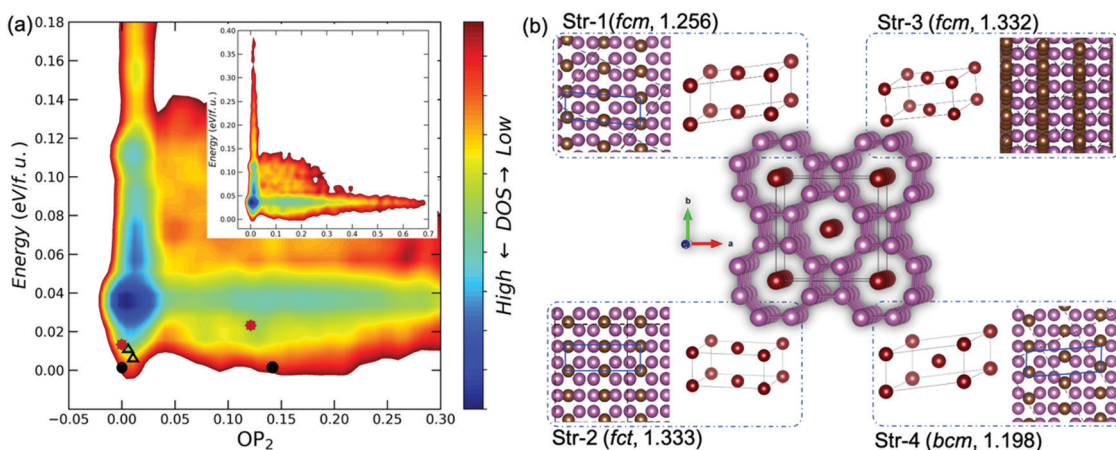 (a)
0.18
0.16
0.14
0.12
0.10
0.08
0.06
0.04
0.02
0.00
Energy (eV/f. u.)
-0.05 0.00 0.05 0.10 0.15 0.20 0.25 0.30
OP2
0.40
0.35
0.30
0.25
0.20
0.15
0.10
0.05
0.00
Energy (eV/f. u.)
0.0 0.1 0.2 0.3 0.4 0.5 0.6 0.7
High ← DOS → Low
(b)
Str-1(fcm, 1.256)
Str-3 (fcm, 1.332)
b
a
Str-2 (fct, 1.333)
Str-4 (bcm, 1.198)